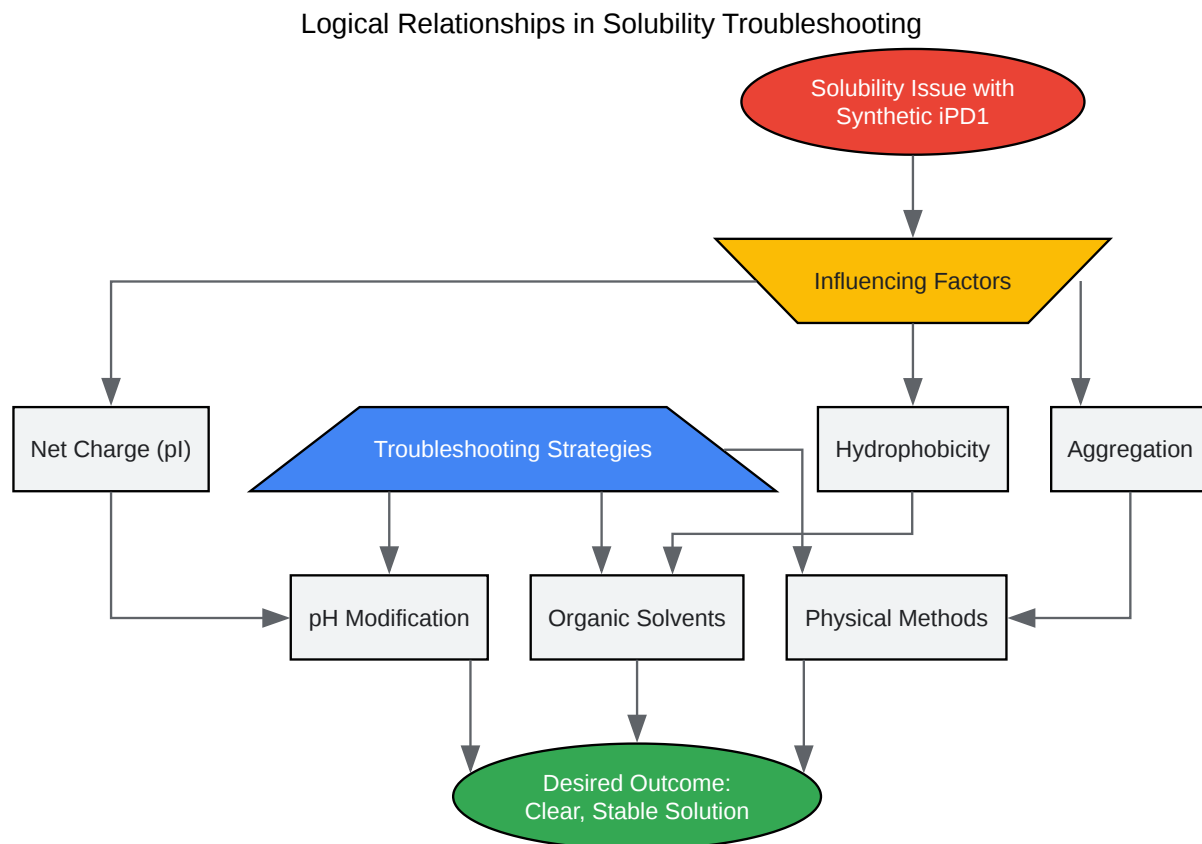 Logical Relationships in Solubility Troubleshooting
Solubility Issue with
Synthetic iPD1
Influencing Factors
Net Charge (pI)
Troubleshooting Strategies
Hydrophobicity
Aggregation
pH Modification
Organic Solvents
Physical Methods
Desired Outcome:
Clear, Stable Solution